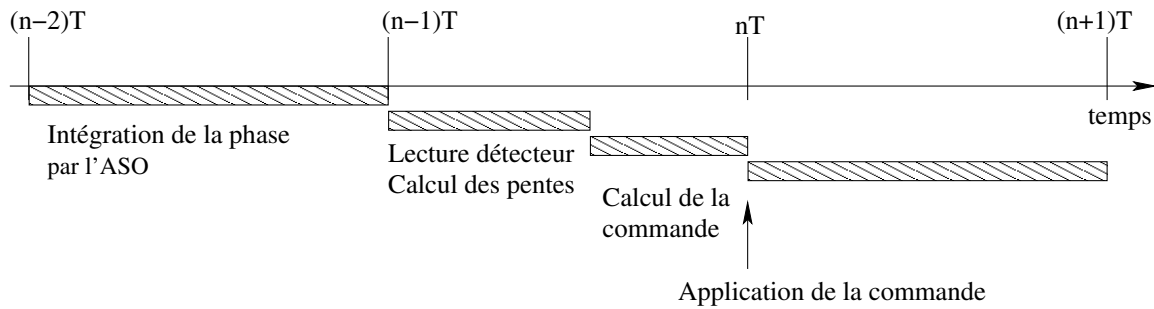 (n−2)T
(n−1)T
nT
(n+1)T
temps
Intégration de la phase
par l'ASO
Lecture détecteur
Calcul des pentes
Calcul de la
commande
Application de la commande